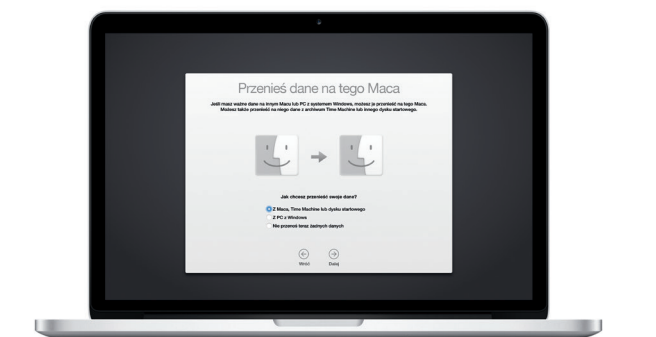 Przenieś dane na tego Maca
Jeśli masz ważne dane na innym Macu lub PC z systemem Windows, możesz je przenieść na tego Maca.
Możesz także przenieść na niego dane z archiwum Time Machine lub innego dysku startowego.
Jak chcesz przenieść swoje dane?
Z Maca, Time Machine lub dysku startowego
Z PC z Windows
Nie przenoś teraz żadnych danych
Wróć
Dalej